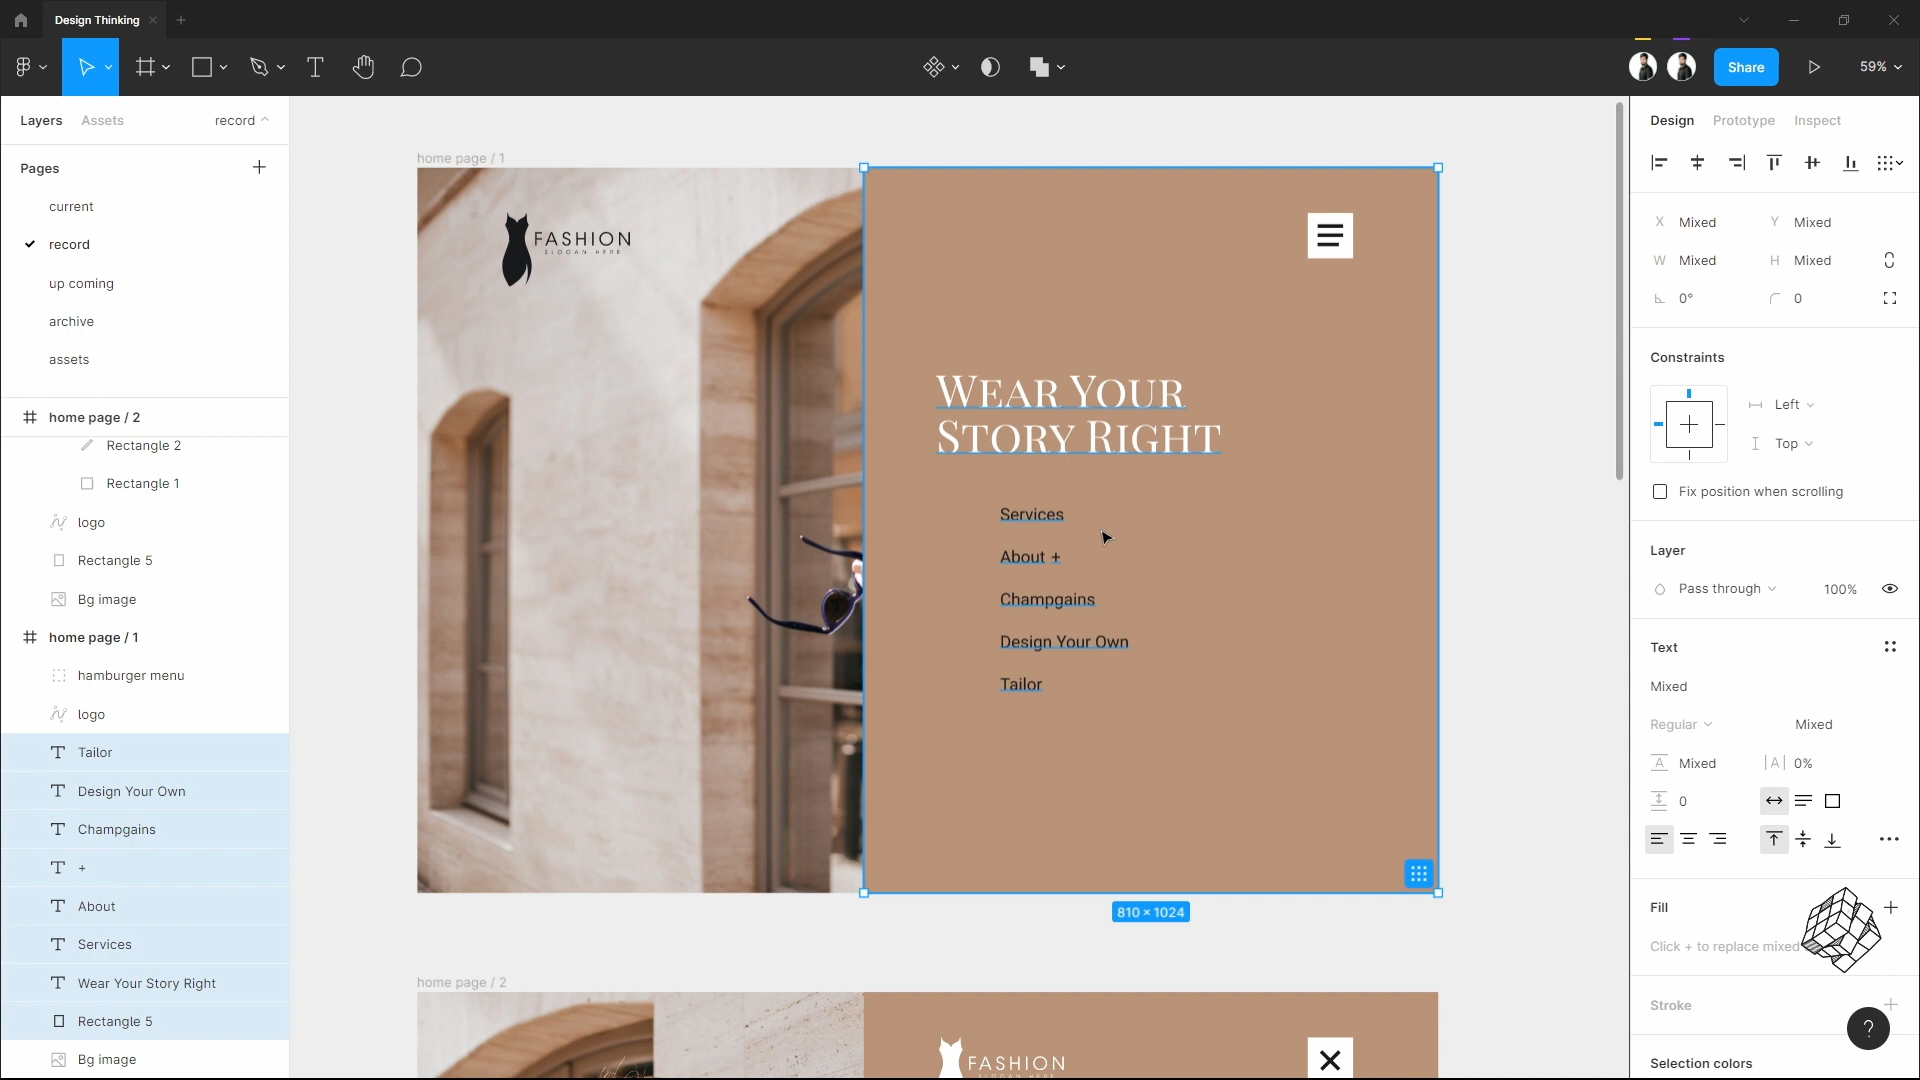 Design Thinking
Share
59%
Layers
Assets
record
Pages
current
record
up coming
archive
assets
home page / 2
Rectangle 2
Rectangle 1
logo
Rectangle 5
Bg image
home page / 1
hamburger menu
logo
Tailor
Design Your Own
Champgains
+
About
Services
Wear Your Story Right
Rectangle 5
Bg image
home page / 1
FASHION
SLOGAN HERE
Wear Your
Story Right
Services
About +
Champgains
Design Your Own
Tailor
810 × 1024
home page / 2
FASHION
SLOGAN HERE
Design
Prototype
Inspect
X Mixed
Y Mixed
W Mixed
H Mixed
0°
0
Constraints
Left
Top
Fix position when scrolling
Layer
Pass through
100%
Text
Mixed
Regular
Mixed
Mixed
0%
0
Fill
Click + to replace mixed
Stroke
?
Selection colors